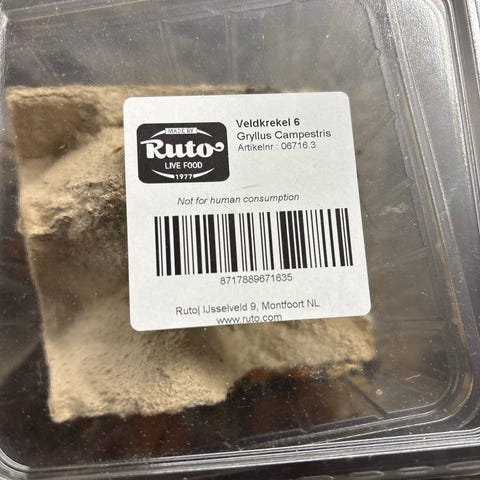 MADE BY
Ruto
LIVE FOOD
1977
Veldkrekel 6
Gryllus Campestris
Artikelnr : 06716.3
Not for human consumption
8717889671635
Ruto| IJsselveld 9, Montfoort NL
www.ruto.com